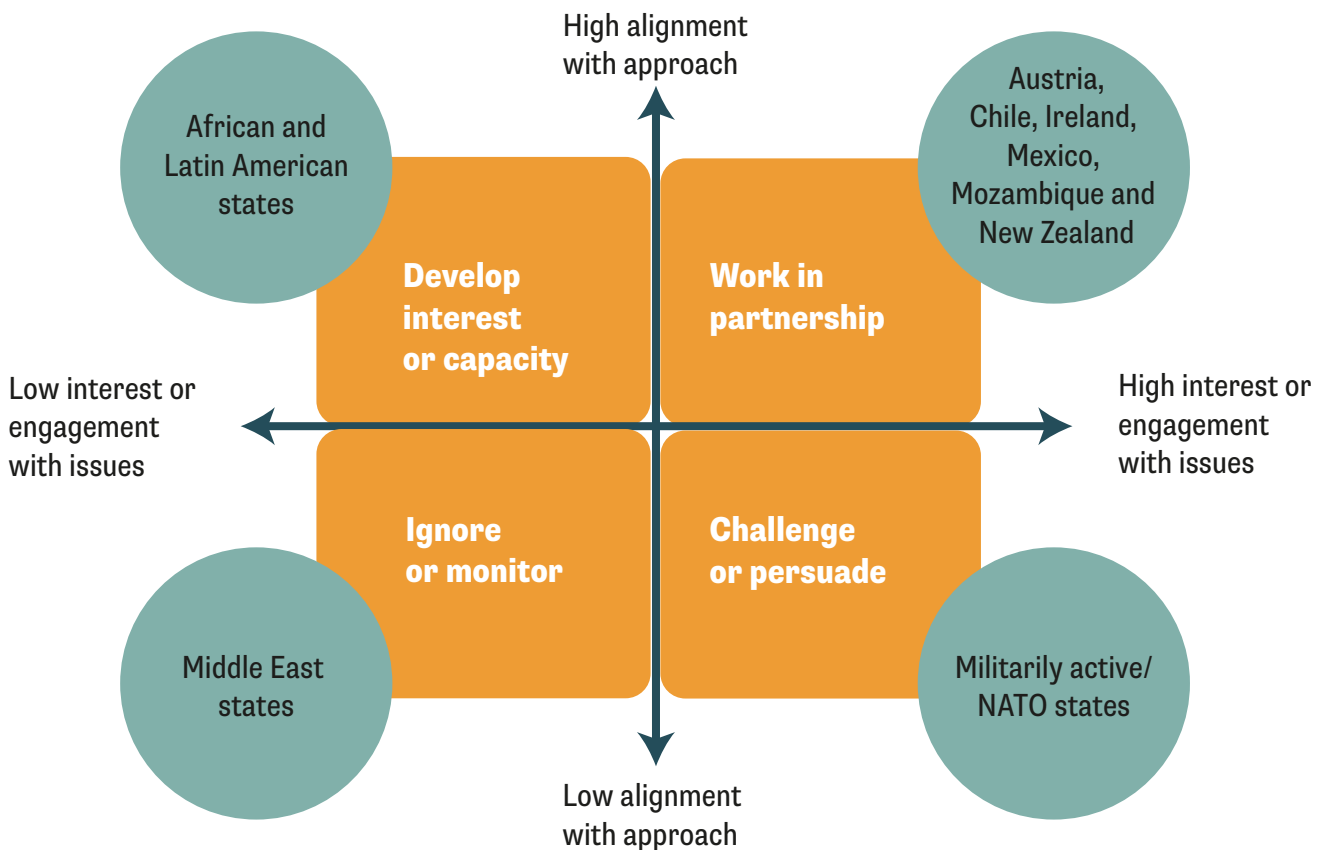 High alignment
with approach
African and
Latin American
states
Austria,
Chile, Ireland,
Mexico,
Mozambique and
New Zealand
Develop
interest
or capacity
Work in
partnership
Low interest or
engagement
with issues
High interest or
engagement
with issues
Ignore
or monitor
Challenge
or persuade
Middle East
states
Militarily active/
NATO states
Low alignment
with approach